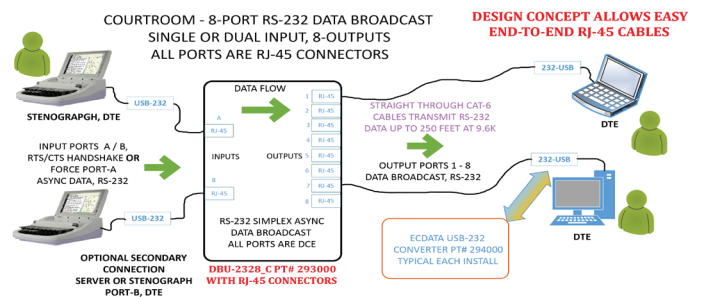 COURTROOM - 8-PORT RS-232 DATA BROADCAST
SINGLE OR DUAL INPUT, 8-OUTPUTS
ALL PORTS ARE RJ-45 CONNECTORS
DESIGN CONCEPT ALLOWS EASY
END-TO-END RJ-45 CABLES
USB-232
STENOGRAPGH, DTE
INPUT PORTS A / B,
RTS/CTS HANDSHAKE OR
FORCE PORT-A
ASYNC DATA, RS-232
USB-232
OPTIONAL SECONDARY
CONNECTION
SERVER OR STENOGRAPH
PORT-B, DTE
DATA FLOW
A
RJ-45
INPUTS
B
RJ-45
OUTPUTS
1 RJ-45
2 RJ-45
3 RJ-45
4 RJ-45
5 RJ-45
6 RJ-45
7 RJ-45
8 RJ-45
RS-232 SIMPLEX ASYNC
DATA BROADCAST
ALL PORTS ARE DCE
DBU-2328_C PT# 293000
WITH RJ-45 CONNECTORS
STRAIGHT THROUGH CAT-6
CABLES TRANSMIT RS-232
DATA UP TO 250 FEET AT 9.6K
OUTPUT PORTS 1 - 8
DATA BROADCAST, RS-232
232-USB
DTE
232-USB
DTE
ECDATA USB-232
CONVERTER PT# 294000
TYPICAL EACH INSTALL